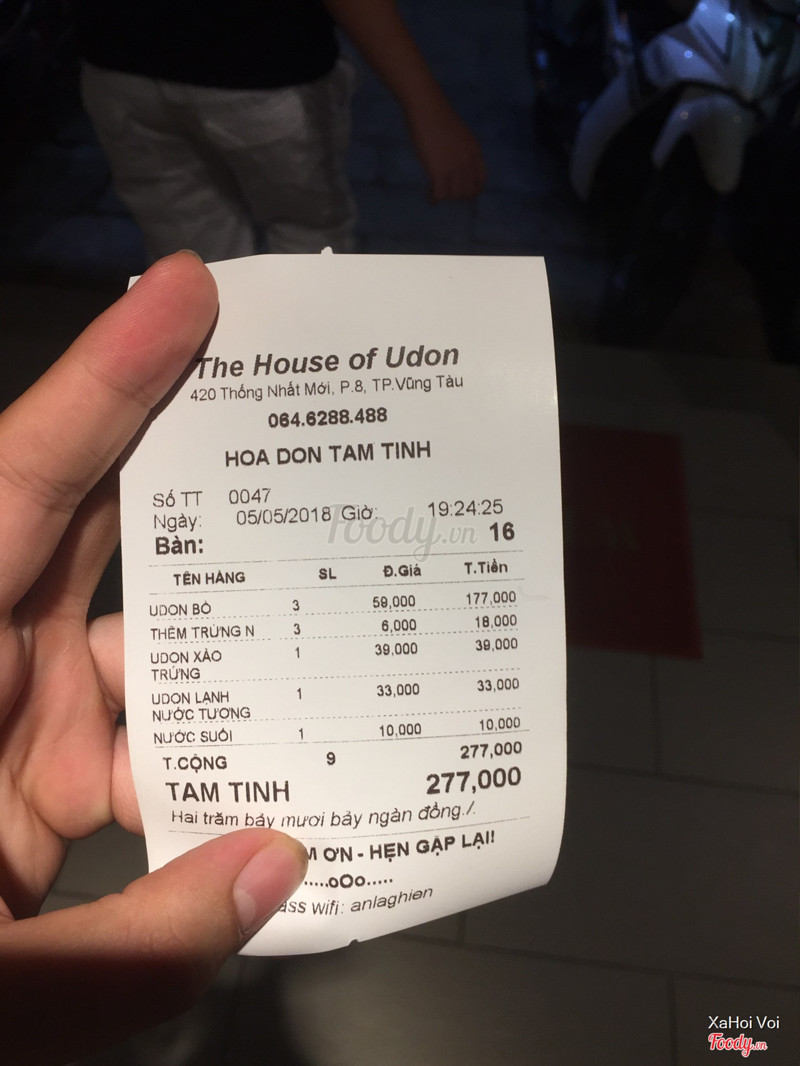 The House of Udon
420 Thống Nhất Mới, P.8, TP.Vũng Tàu
064.6288.488
HOA DON TAM TINH
Số TT 0047
Ngày: 05/05/2018 Giờ: 19:24:25
Bàn: 16
TÊN HÀNG SL Đ.Giá T.Tiền
UDON BÒ 3 59,000 177,000
THÊM TRỨNG N 3 6,000 18,000
UDON XÀO 1 39,000 39,000
TRỨNG
UDON LẠNH 1 33,000 33,000
NƯỚC TƯƠNG
NƯỚC SUỐI 1 10,000 10,000
T.CỘNG 9 277,000
TAM TINH 277,000
Hai trăm bảy mươi bảy ngàn đồng./.
M ƠN - HẸN GẶP LẠI!
.....oOo.....
ass wifi: anlaghien
Foody.vn
XaHoi Voi
Foody.vn